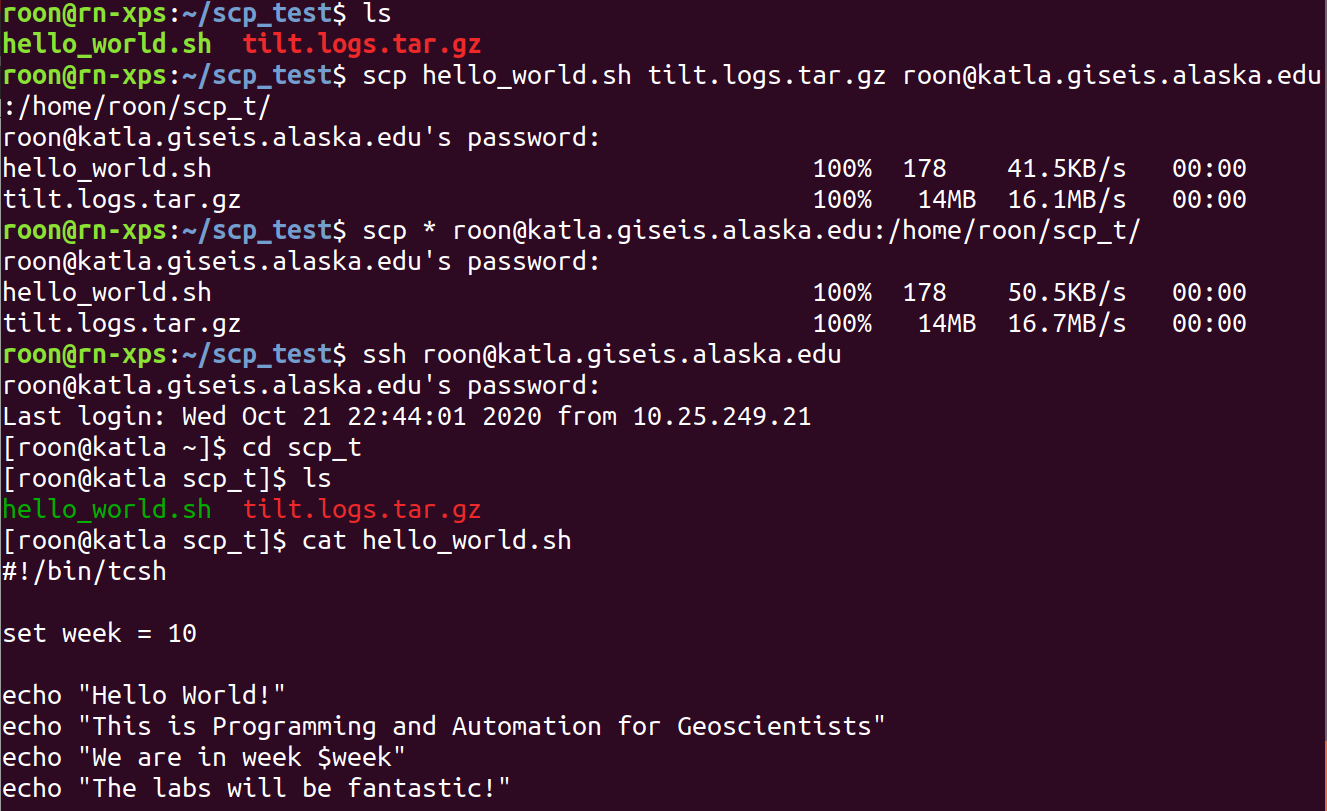 roon@rn-xps:~/scp_test$ ls
hello_world.sh  tilt.logs.tar.gz
roon@rn-xps:~/scp_test$ scp hello_world.sh tilt.logs.tar.gz roon@katla.giseis.alaska.edu
:/home/roon/scp_t/
roon@katla.giseis.alaska.edu's password:
hello_world.sh                                        100%  178    41.5KB/s   00:00
tilt.logs.tar.gz                                      100%   14MB  16.1MB/s   00:00
roon@rn-xps:~/scp_test$ scp * roon@katla.giseis.alaska.edu:/home/roon/scp_t/
roon@katla.giseis.alaska.edu's password:
hello_world.sh                                        100%  178    50.5KB/s   00:00
tilt.logs.tar.gz                                      100%   14MB  16.7MB/s   00:00
roon@rn-xps:~/scp_test$ ssh roon@katla.giseis.alaska.edu
roon@katla.giseis.alaska.edu's password:
Last login: Wed Oct 21 22:44:01 2020 from 10.25.249.21
[roon@katla ~]$ cd scp_t
[roon@katla scp_t]$ ls
hello_world.sh  tilt.logs.tar.gz
[roon@katla scp_t]$ cat hello_world.sh
#!/bin/tcsh

set week = 10

echo "Hello World!"
echo "This is Programming and Automation for Geoscientists"
echo "We are in week $week"
echo "The labs will be fantastic!"